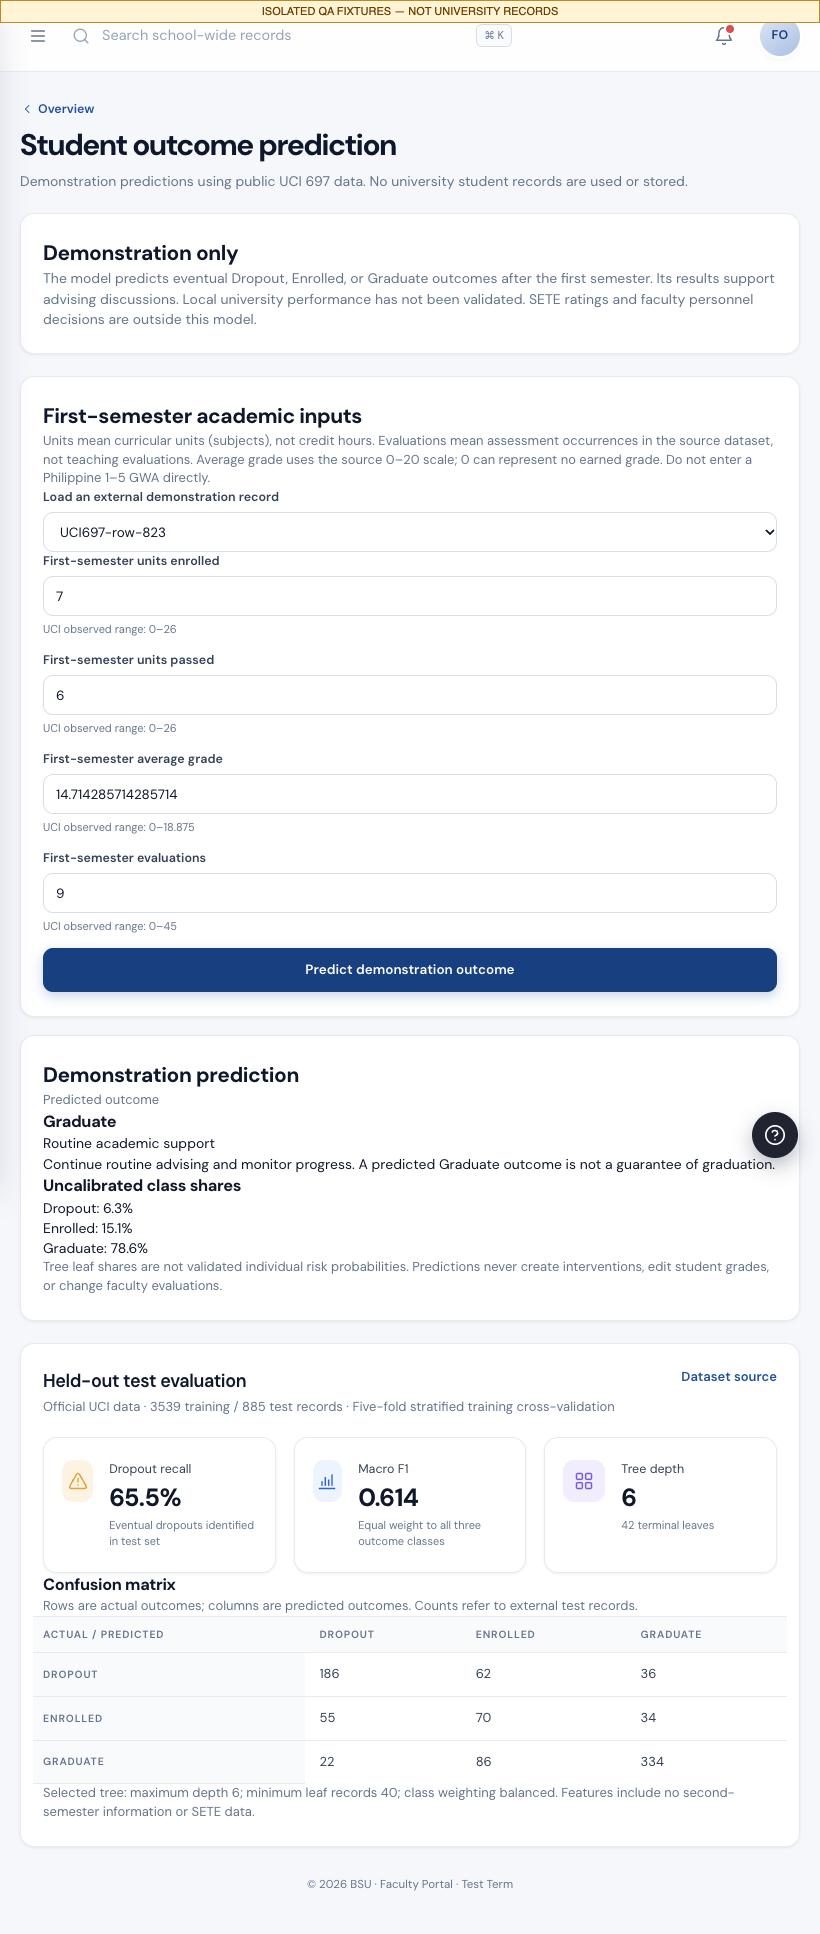 ISOLATED QA FIXTURES — NOT UNIVERSITY RECORDS
Search school-wide records
⌘ K
FO
Overview
Student outcome prediction
Demonstration predictions using public UCI 697 data. No university student records are used or stored.
Demonstration only
The model predicts eventual Dropout, Enrolled, or Graduate outcomes after the first semester. Its results support
advising discussions. Local university performance has not been validated. SETE ratings and faculty personnel
decisions are outside this model.
First-semester academic inputs
Units mean curricular units (subjects), not credit hours. Evaluations mean assessment occurrences in the source dataset,
not teaching evaluations. Average grade uses the source 0–20 scale; 0 can represent no earned grade. Do not enter a
Philippine 1–5 GWA directly.
Load an external demonstration record
UCI697-row-823
First-semester units enrolled
7
UCI observed range: 0–26
First-semester units passed
6
UCI observed range: 0–26
First-semester average grade
14.714285714285714
UCI observed range: 0–18.875
First-semester evaluations
9
UCI observed range: 0–45
Predict demonstration outcome
Demonstration prediction
Predicted outcome
Graduate
Routine academic support
Continue routine advising and monitor progress. A predicted Graduate outcome is not a guarantee of graduation.
Uncalibrated class shares
Dropout: 6.3%
Enrolled: 15.1%
Graduate: 78.6%
Tree leaf shares are not validated individual risk probabilities. Predictions never create interventions, edit student grades,
or change faculty evaluations.
Held-out test evaluation
Dataset source
Official UCI data · 3539 training / 885 test records · Five-fold stratified training cross-validation
Dropout recall
65.5%
Eventual dropouts identified
in test set
Macro F1
0.614
Equal weight to all three
outcome classes
Tree depth
6
42 terminal leaves
Confusion matrix
Rows are actual outcomes; columns are predicted outcomes. Counts refer to external test records.
ACTUAL / PREDICTED DROPOUT ENROLLED GRADUATE
DROPOUT 186 62 36
ENROLLED 55 70 34
GRADUATE 22 86 334
Selected tree: maximum depth 6; minimum leaf records 40; class weighting balanced. Features include no second-
semester information or SETE data.
© 2026 BSU · Faculty Portal · Test Term